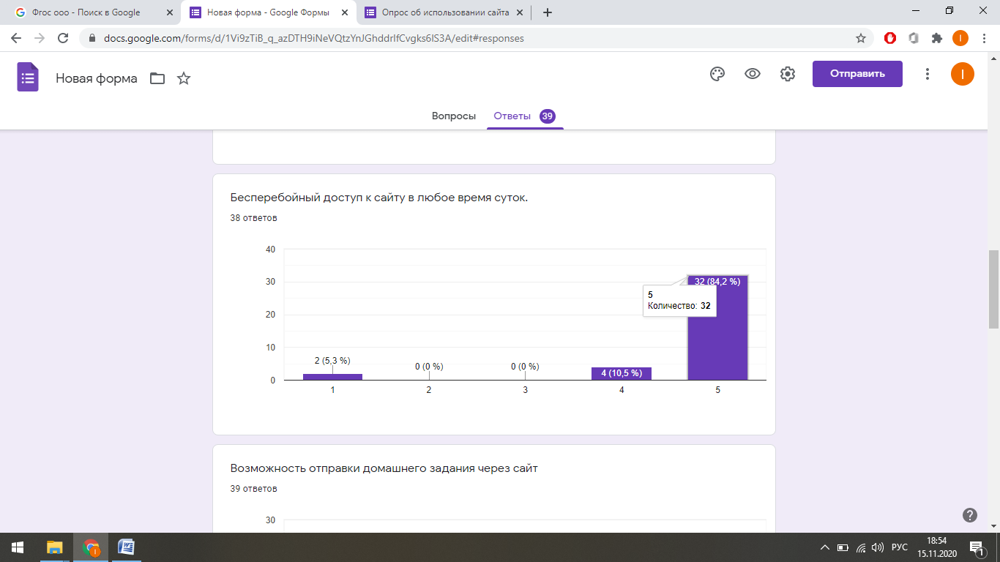 Фгос ооо - Поиск в Google
Новая форма - Google Формы
Опрос об использовании сайта
docs.google.com/forms/d/1Vi9zTiB_q_azDTH9iNeVQtzYnJGhddrIfCvgks6IS3A/edit#responses
Новая форма
Отправить
Вопросы
Ответы 39
Бесперебойный доступ к сайту в любое время суток.
38 ответов
40
30
20
10
0
2 (5,3 %)
0 (0 %)
0 (0 %)
4 (10,5 %)
32 (84,2 %)
5
Количество: 32
1 2 3 4 5
Возможность отправки домашнего задания через сайт
39 ответов
30
РУС
18:54
15.11.2020
1